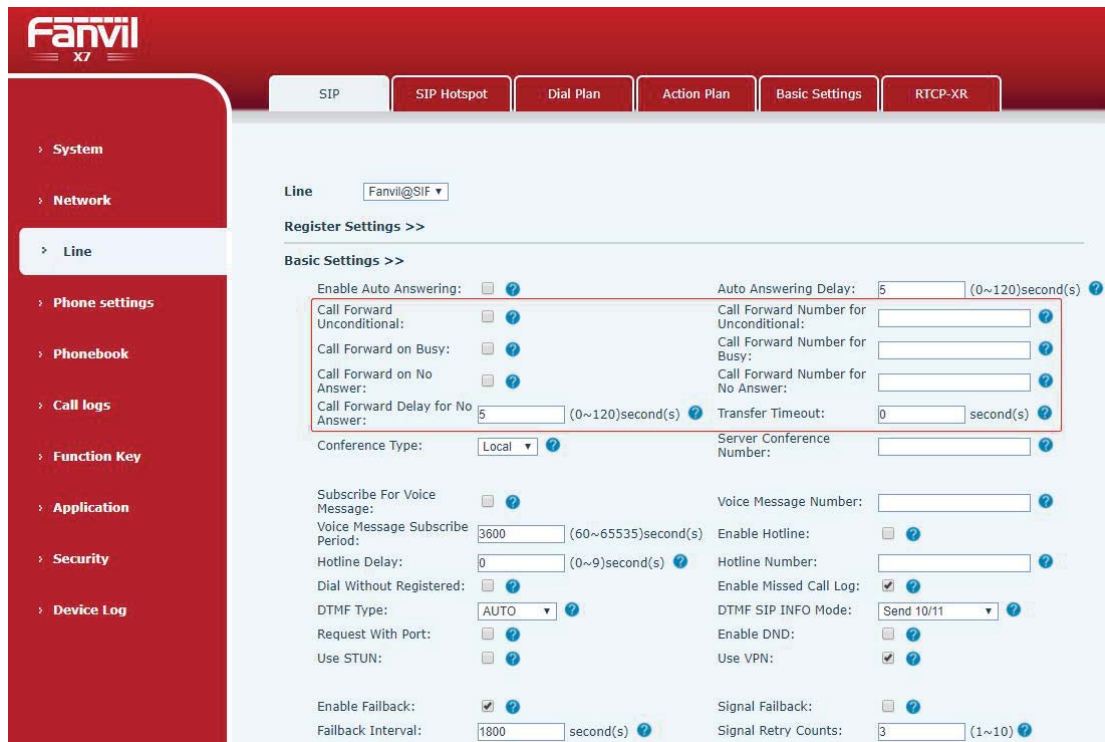 Fanvil
X7
SIP SIP Hotspot Dial Plan Action Plan Basic Settings RTCP-XR
› System
› Network
› Line
› Phone settings
› Phonebook
› Call logs
› Function Key
› Application
› Security
› Device Log
Line Fanvil@SIF
Register Settings >>
Basic Settings >>
Enable Auto Answering: Auto Answering Delay: 5 (0~120)second(s)
Call Forward
Unconditional:
Call Forward Number for
Unconditional:
Call Forward on Busy:
Call Forward Number for
Busy:
Call Forward on No
Answer:
Call Forward Number for
No Answer:
Call Forward Delay for No
Answer: 5 (0~120)second(s)
Transfer Timeout: 0 second(s)
Conference Type: Local
Server Conference
Number:
Subscribe For Voice
Message:
Voice Message Number:
Voice Message Subscribe
Period: 3600 (60~65535)second(s)
Enable Hotline:
Hotline Delay: 0 (0~9)second(s) Hotline Number:
Dial Without Registered: Enable Missed Call Log:
DTMF Type: AUTO DTMF SIP INFO Mode: Send 10/11
Request With Port: Enable DND:
Use STUN: Use VPN:
Enable Failback: Signal Failback:
Failback Interval: 1800 second(s) Signal Retry Counts: 3 (1~10)